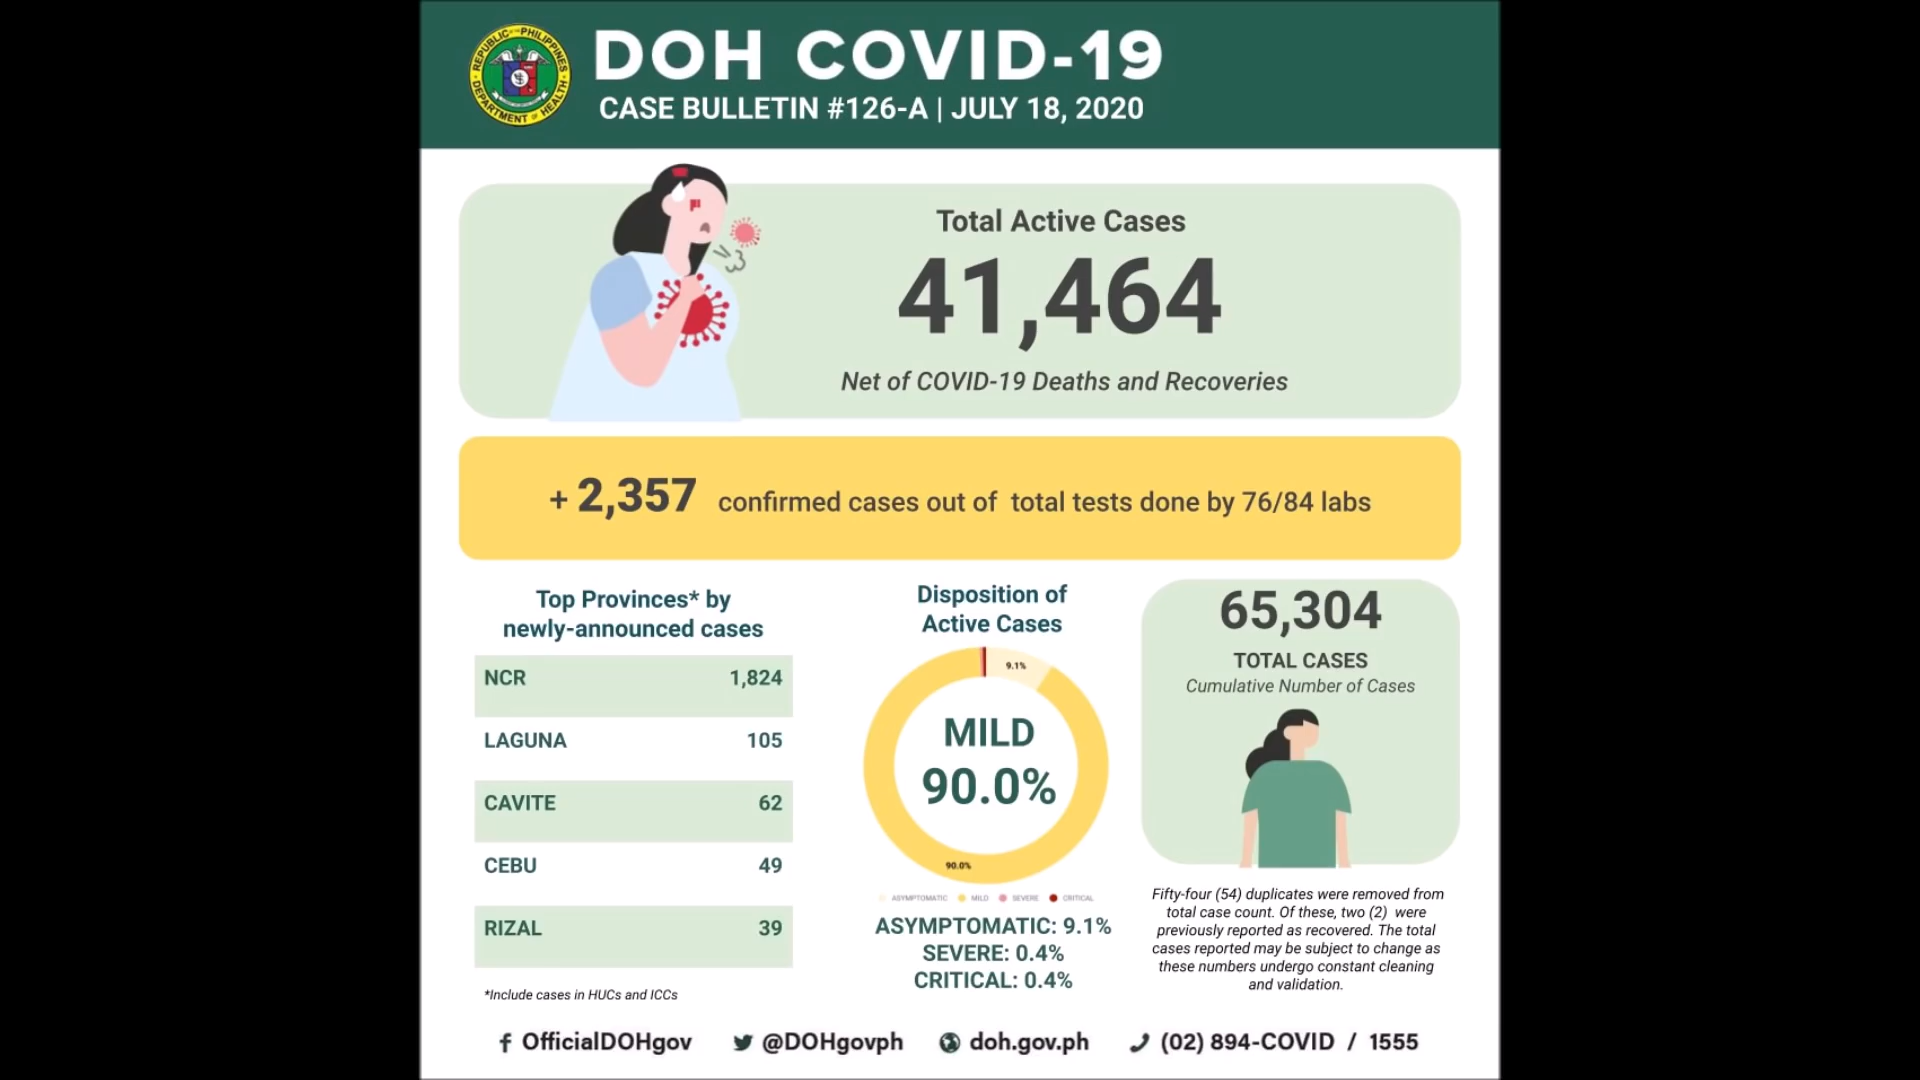 REPUBLIC OF THE PHILIPPINES
DEPARTMENT OF HEALTH
DOH COVID-19
CASE BULLETIN #126-A | JULY 18, 2020
Total Active Cases
41,464
Net of COVID-19 Deaths and Recoveries
+ 2,357 confirmed cases out of total tests done by 76/84 labs
Top Provinces* by
newly-announced cases
NCR 1,824
LAGUNA 105
CAVITE 62
CEBU 49
RIZAL 39
*Include cases in HUCs and ICCs
Disposition of
Active Cases
9.1%
MILD
90.0%
90.0%
ASYMPTOMATIC MILD SEVERE CRITICAL
ASYMPTOMATIC: 9.1%
SEVERE: 0.4%
CRITICAL: 0.4%
65,304
TOTAL CASES
Cumulative Number of Cases
Fifty-four (54) duplicates were removed from
total case count. Of these, two (2) were
previously reported as recovered. The total
cases reported may be subject to change as
these numbers undergo constant cleaning
and validation.
OfficialDOHgov @DOHgovph doh.gov.ph (02) 894-COVID / 1555